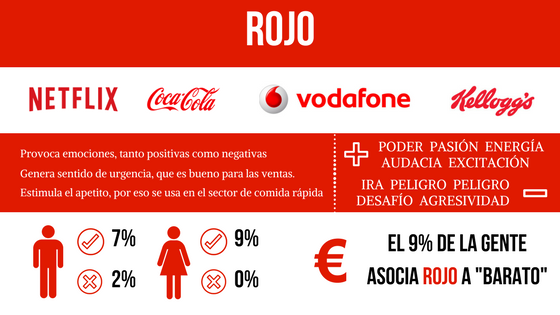 ROJO
NETFLIX
Coca-Cola
vodafone
Kellogg's
Provoca emociones, tanto positivas como negativas
Genera sentido de urgencia, que es bueno para las ventas.
Estimula el apetito, por eso se usa en el sector de comida rápida
+ PODER PASIÓN ENERGÍA
AUDACIA EXCITACIÓN
IRA PELIGRO PELIGRO
DESAFÍO AGRESIVIDAD −
7%
2%
9%
0%
€
EL 9% DE LA GENTE
ASOCIA ROJO A "BARATO"